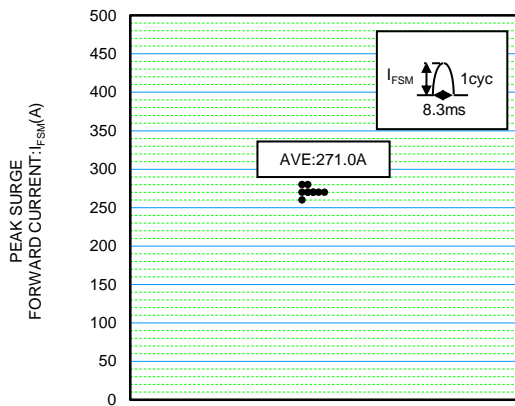 500
450
400
350
300
250
200
150
100
50
0
PEAK SURGE
FORWARD CURRENT:IFSM(A)
IFSM
1cyc
8.3ms
AVE:271.0A